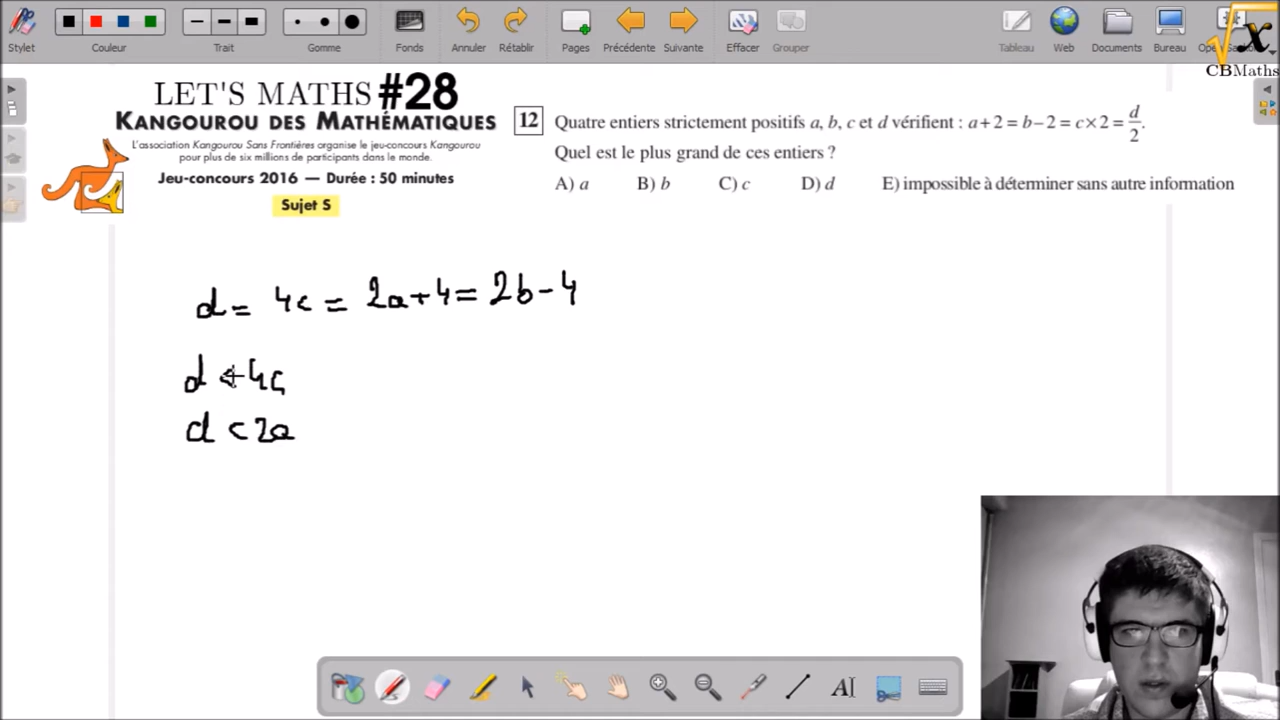 Stylet Couleur Trait Gomme Fonds Annuler Rétablir Pages Précédente Suivante Effacer Grouper Tableau Web Documents Bureau
CBMaths
LET'S MATHS #28
KANGOUROU DES MATHÉMATIQUES
L'association Kangourou Sans Frontières organise le jeu-concours Kangourou
pour plus de six millions de participants dans le monde.
Jeu-concours 2016 — Durée : 50 minutes
Sujet S
12 Quatre entiers strictement positifs a, b, c et d vérifient : a+2 = b−2 = c×2 = d/2.
Quel est le plus grand de ces entiers ?
A) a B) b C) c D) d E) impossible à déterminer sans autre information
d = 4c = 2a+4 = 2b-4
d 4c
d < 2a